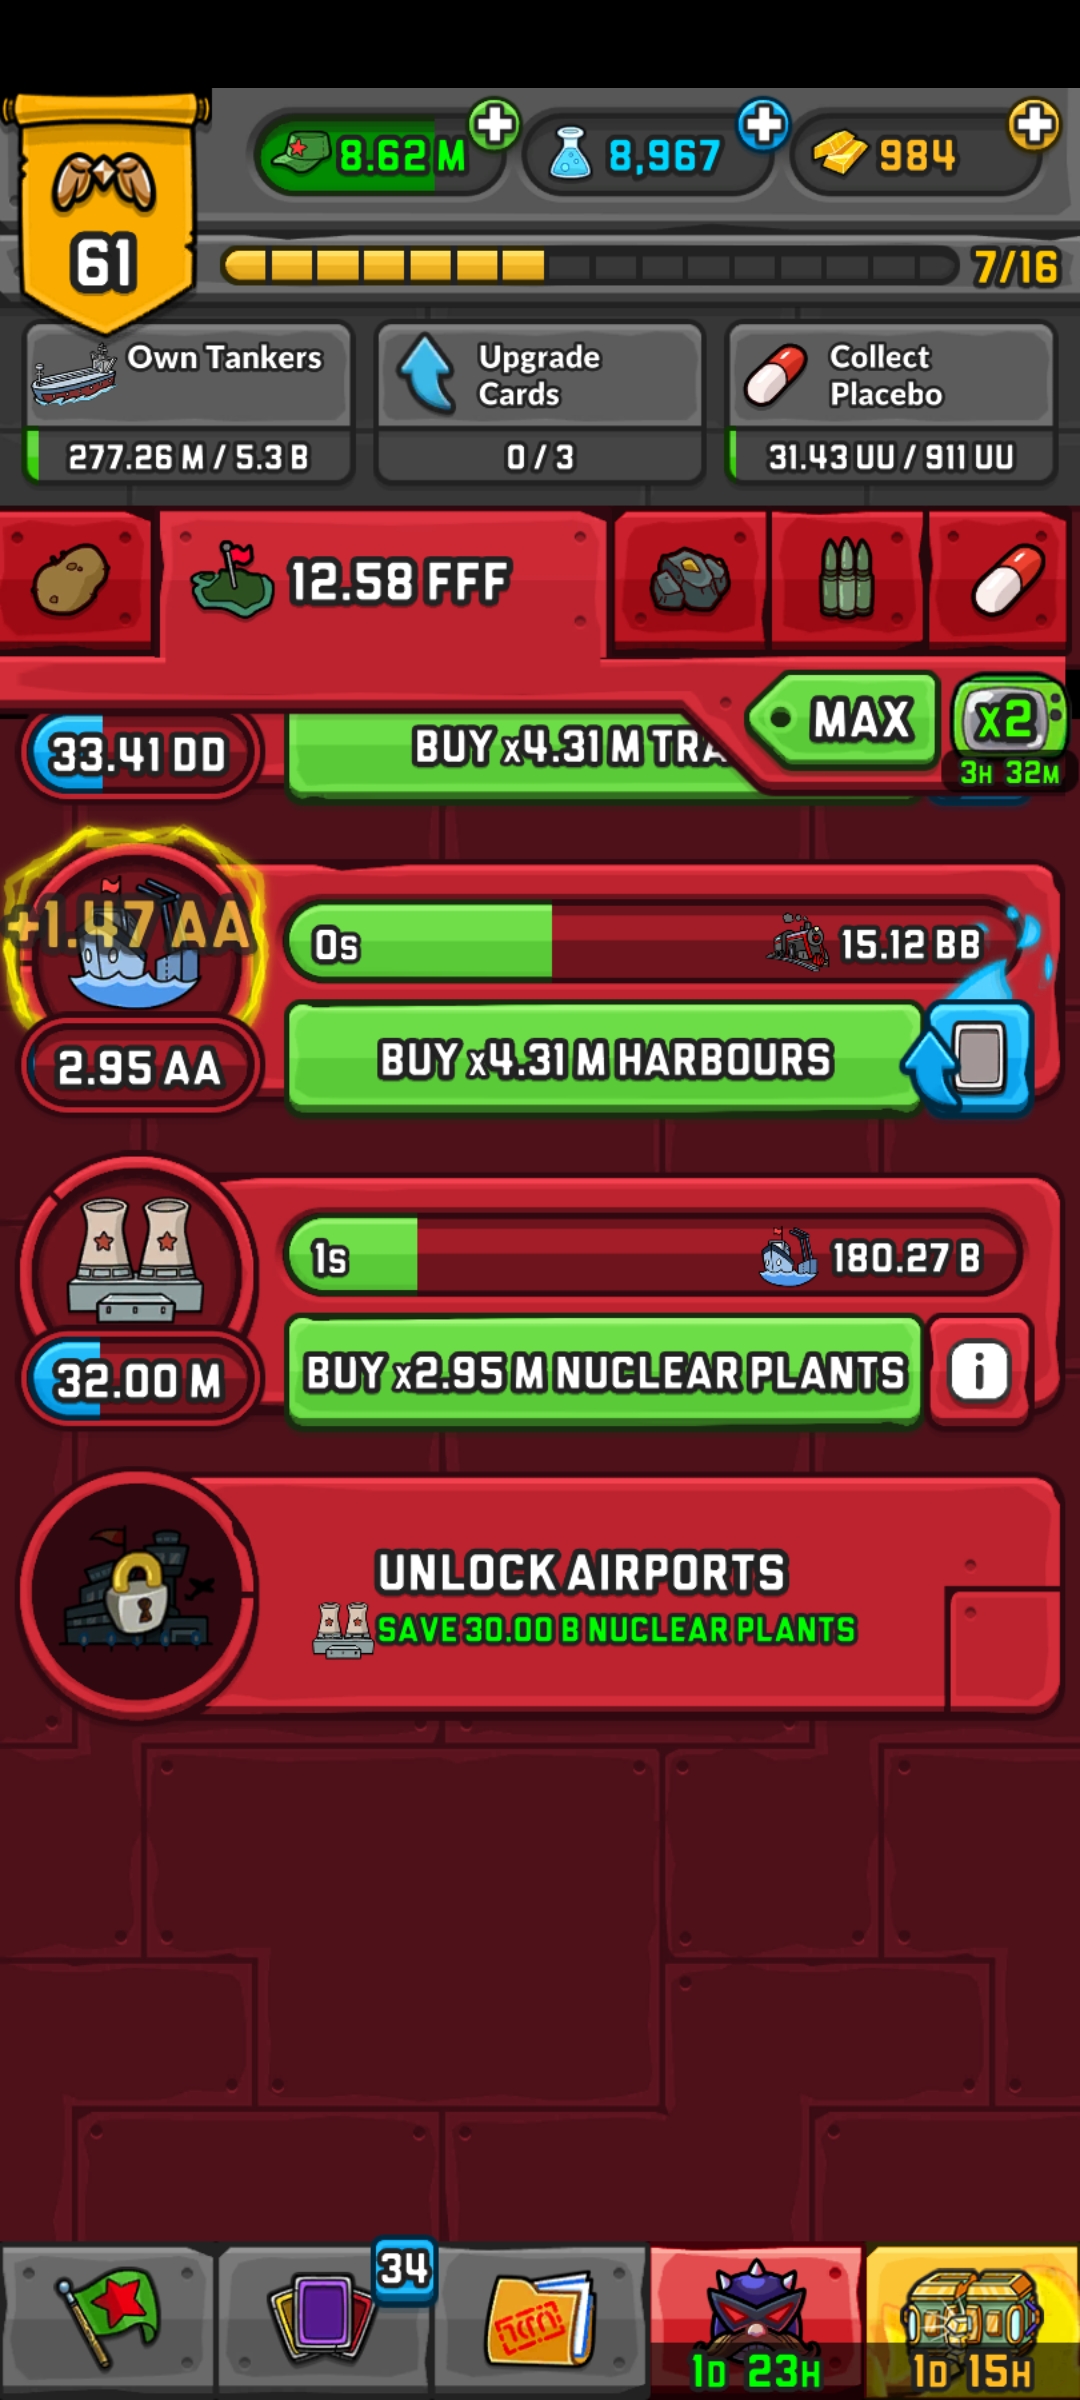 8.62 M
8,967
984
61
7/16
Own Tankers
277.26 M / 5.3 B
Upgrade
Cards
0 / 3
Collect
Placebo
31.43 UU / 911 UU
12.58 FFF
MAX
x2
3H 32M
33.41 DD
BUY x4.31 M TRA
+1.47 AA
0s
15.12 BB
2.95 AA
BUY x4.31 M HARBOURS
1s
180.27 B
32.00 M
BUY x2.95 M NUCLEAR PLANTS
i
UNLOCK AIRPORTS
SAVE 30.00 B NUCLEAR PLANTS
34
1D 23H
1D 15H